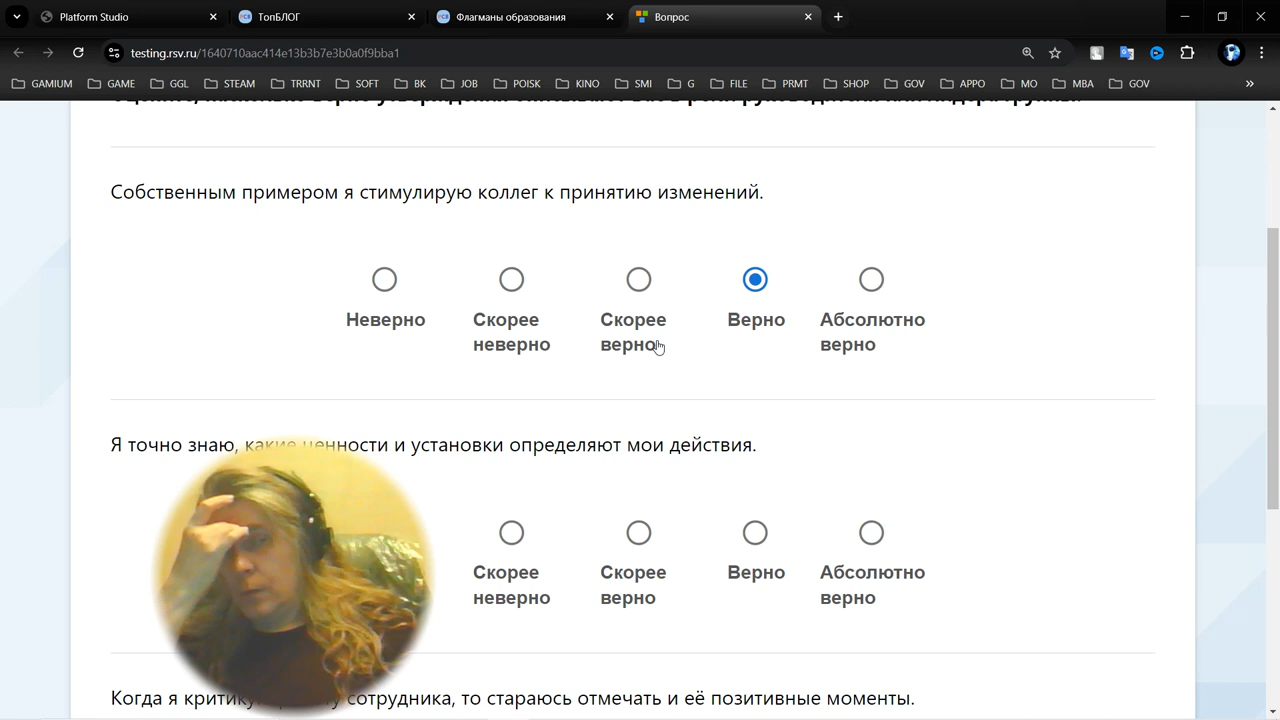 Platform Studio
ТопБЛОГ
Флагманы образования
Вопрос
testing.rsv.ru/1640710aac414e13b3b7e3b0a0f9bba1
GAMIUM GAME GGL STEAM TRRNT SOFT BK JOB POISK KINO SMI G FILE PRMT SHOP GOV APPO MO MBA GOV »
Собственным примером я стимулирую коллег к принятию изменений.
Неверно
Скорее неверно
Скорее верно
Верно
Абсолютно верно
Я точно знаю, какие ценности и установки определяют мои действия.
Скорее неверно
Скорее верно
Верно
Абсолютно верно
Когда я критикую сотрудника, то стараюсь отмечать и её позитивные моменты.